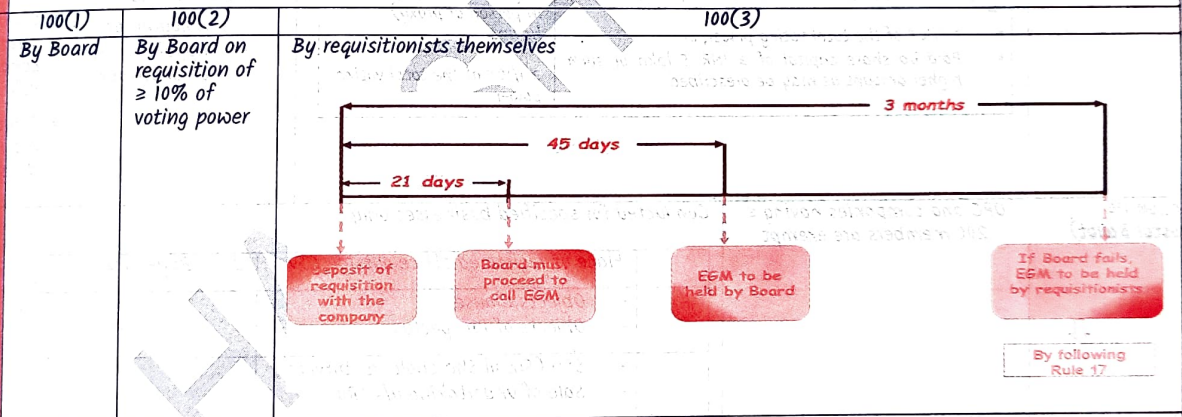 100(1)
100(2)
100(3)
By Board
By Board on
requisition of
≥ 10% of
voting power
By requisitionists themselves
3 months
45 days
21 days
Deposit of
requisition
with the
company
Board must
proceed to
call EGM
EGM to be
held by Board
If Board fails,
EGM to be held
by requisitionists
By following
Rule 17